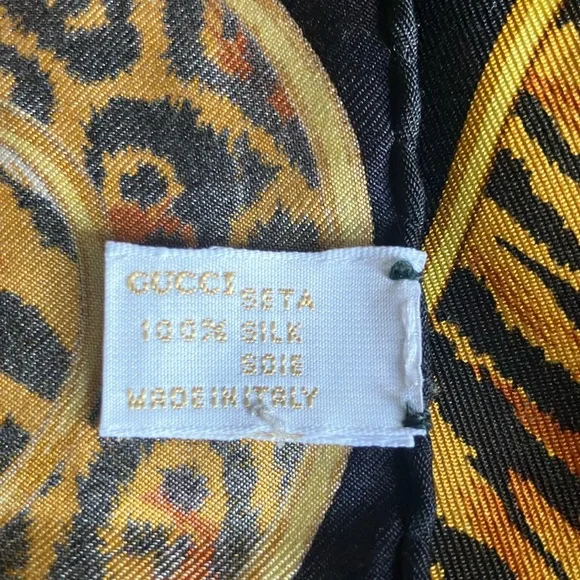 GUCCI SETA
100% SILK
SOIE
MADE IN ITALY